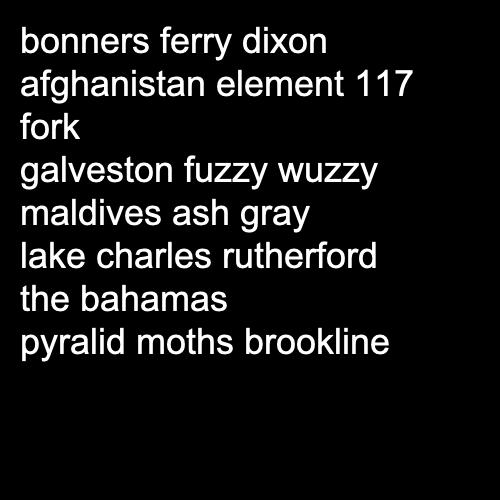 bonners ferry dixon
afghanistan element 117
fork
galveston fuzzy wuzzy
maldives ash gray
lake charles rutherford
the bahamas
pyralid moths brookline